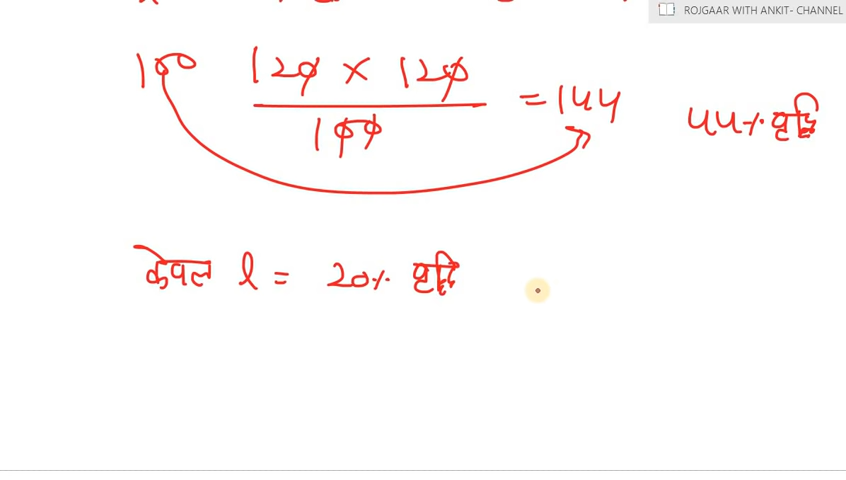 ROJGAAR WITH ANKIT- CHANNEL
100 120 × 120 / 100 = 144 44% वृद्धि
केवल l = 20% वृद्धि